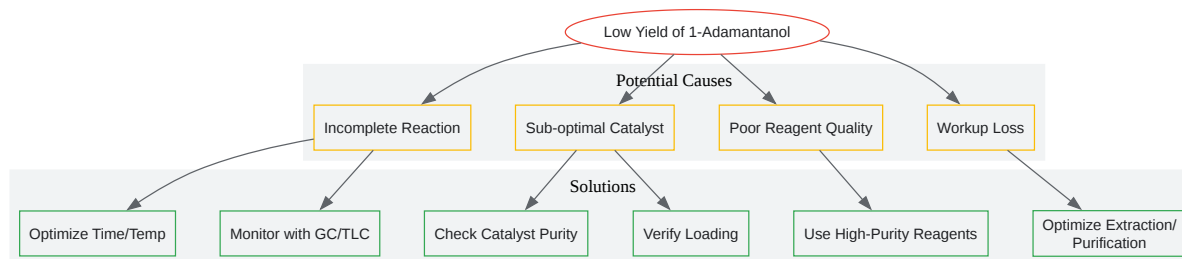 Low Yield of 1-Adamantanol
Potential Causes
Incomplete Reaction
Sub-optimal Catalyst
Poor Reagent Quality
Workup Loss
Solutions
Optimize Time/Temp
Monitor with GC/TLC
Check Catalyst Purity
Verify Loading
Use High-Purity Reagents
Optimize Extraction/
Purification